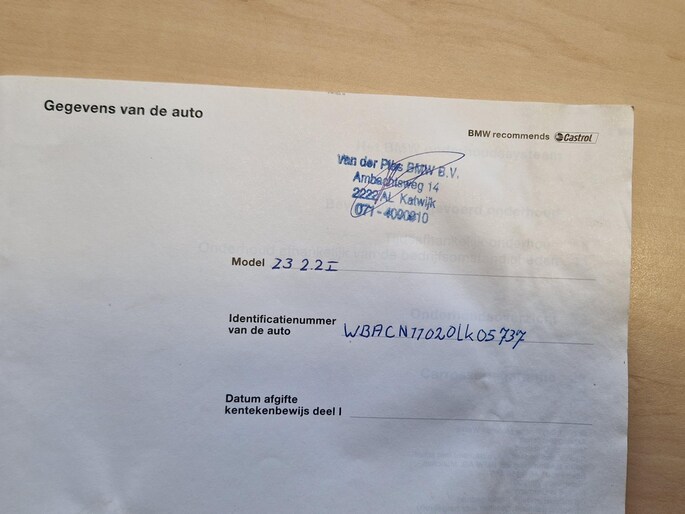 Gegevens van de auto
BMW recommends Castrol
Van der Plas BMW B.V.
Ambachtsweg 14
2222 AL Katwijk
071 - 4090910
Model Z3 2.2I
Identificatienummer
van de auto WBACN11020LK05737
Datum afgifte
kentekenbewijs deel I